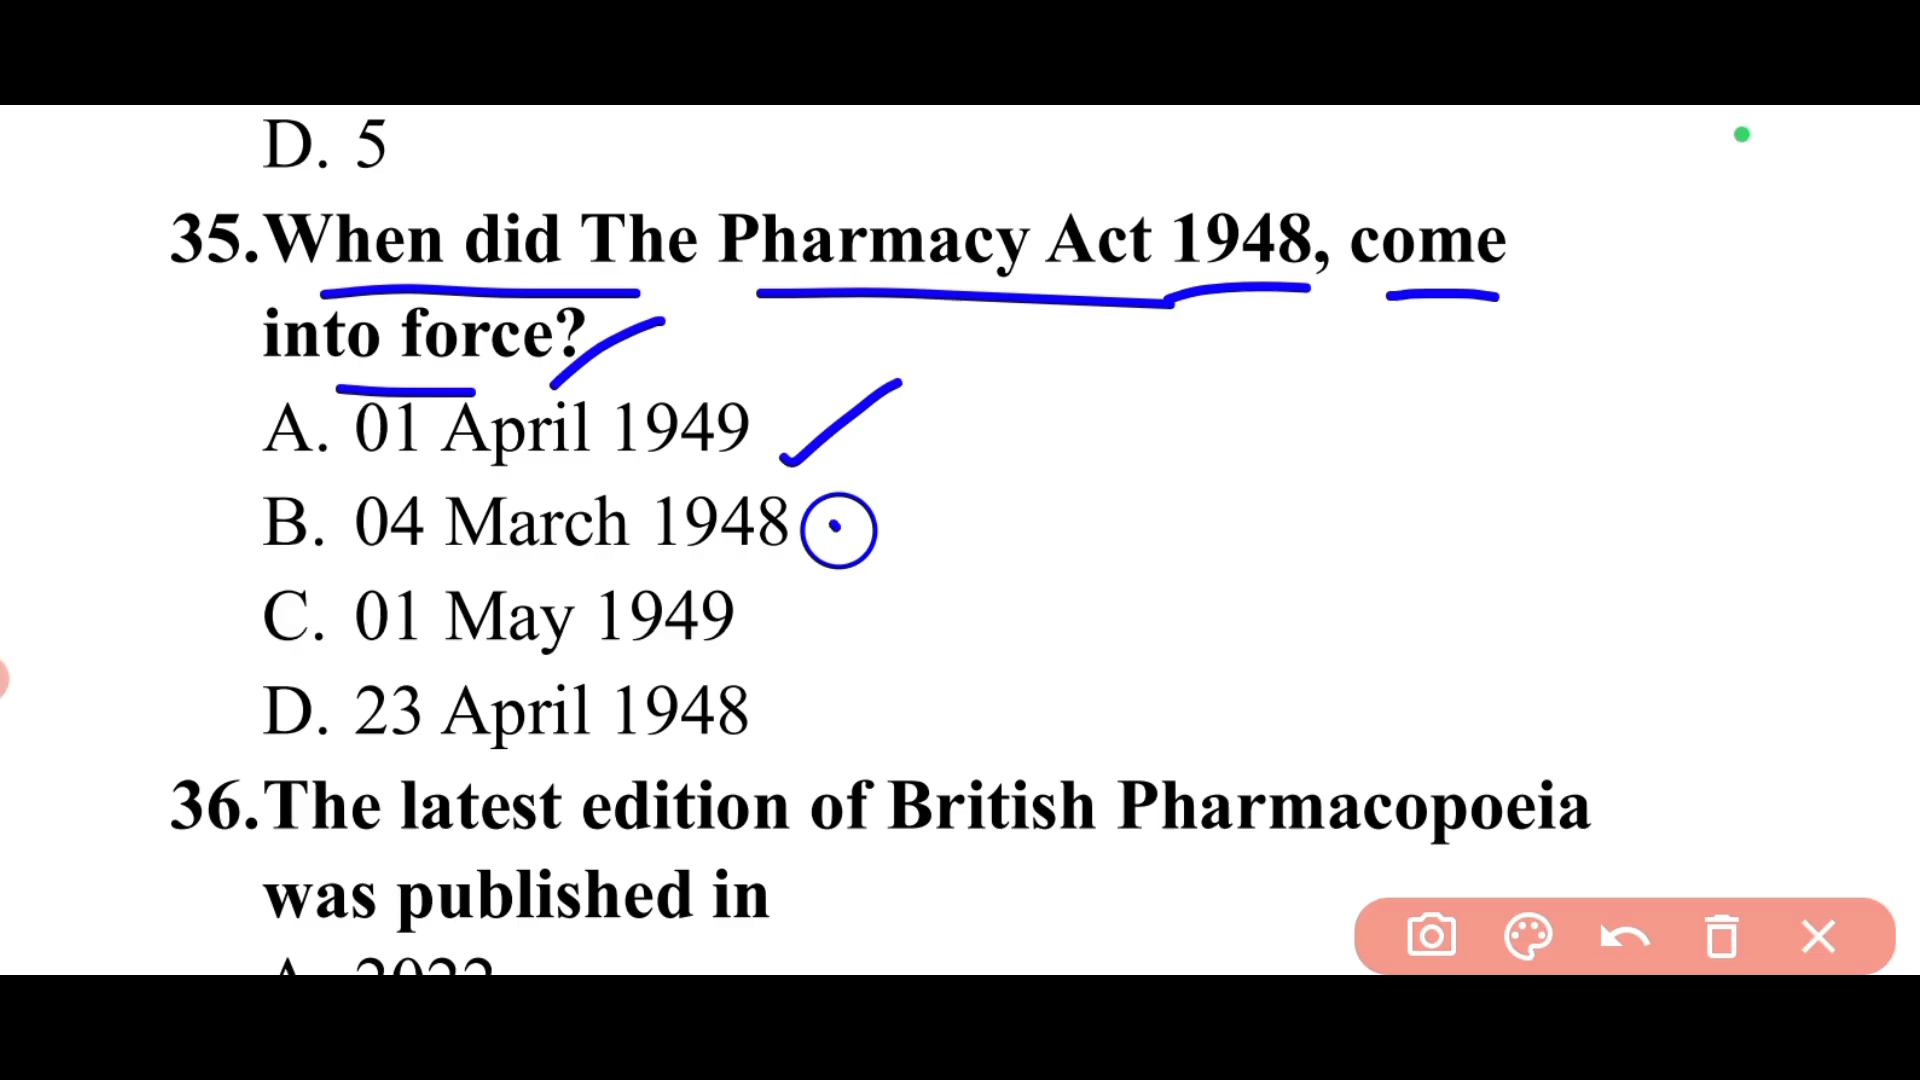 D. 5
35. When did The Pharmacy Act 1948, come
into force?
A. 01 April 1949
B. 04 March 1948
C. 01 May 1949
D. 23 April 1948
36. The latest edition of British Pharmacopoeia
was published in